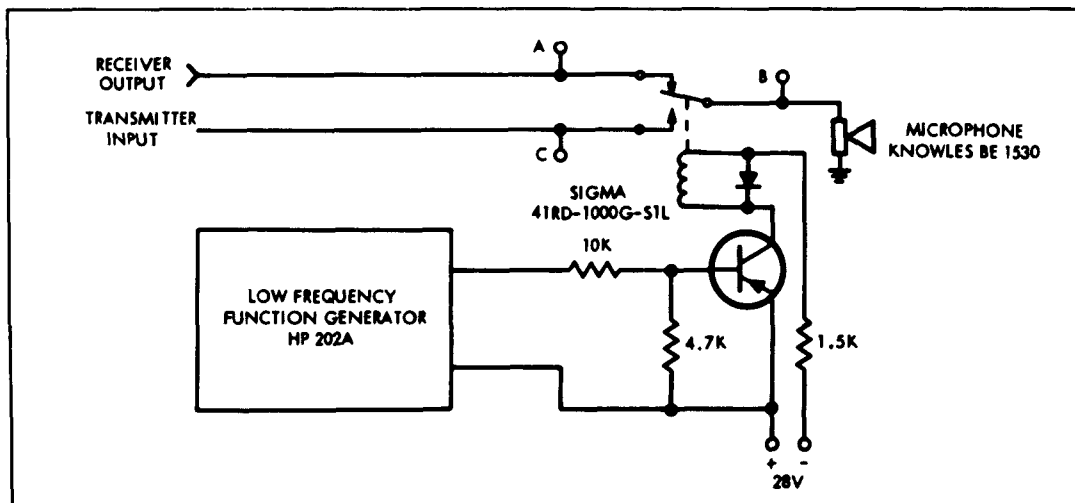 A
RECEIVER
OUTPUT
B
TRANSMITTER
INPUT
C
MICROPHONE
KNOWLES BE 1530
SIGMA
41RD-1000G-S1L
10K
LOW FREQUENCY
FUNCTION GENERATOR
HP 202A
4.7K
1.5K
+ -
28V